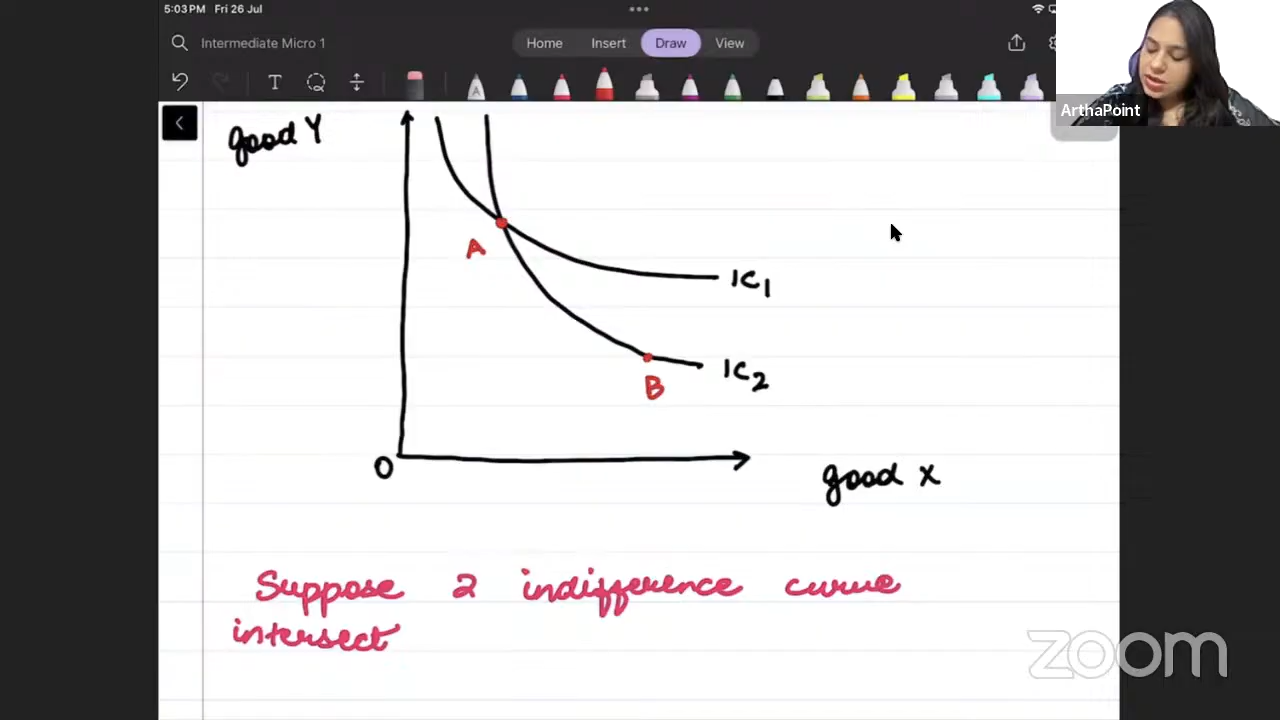 5:03 PM Fri 26 Jul
Intermediate Micro 1
Home Insert Draw View
T
A
ArthaPoint
good Y
A
IC1
B
IC2
O
good x
Suppose 2 indifference curve
intersect
zoom